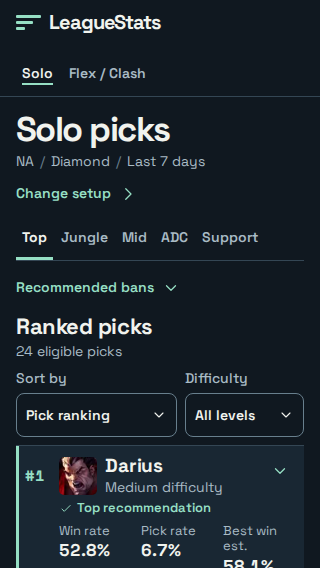 LeagueStats
Solo Flex / Clash
Solo picks
NA / Diamond / Last 7 days
Change setup
Top Jungle Mid ADC Support
Recommended bans
Ranked picks
24 eligible picks
Sort by Difficulty
Pick ranking All levels
#1 Darius
Medium difficulty
Top recommendation
Win rate Pick rate Best win est.
52.8% 6.7% 58.1%